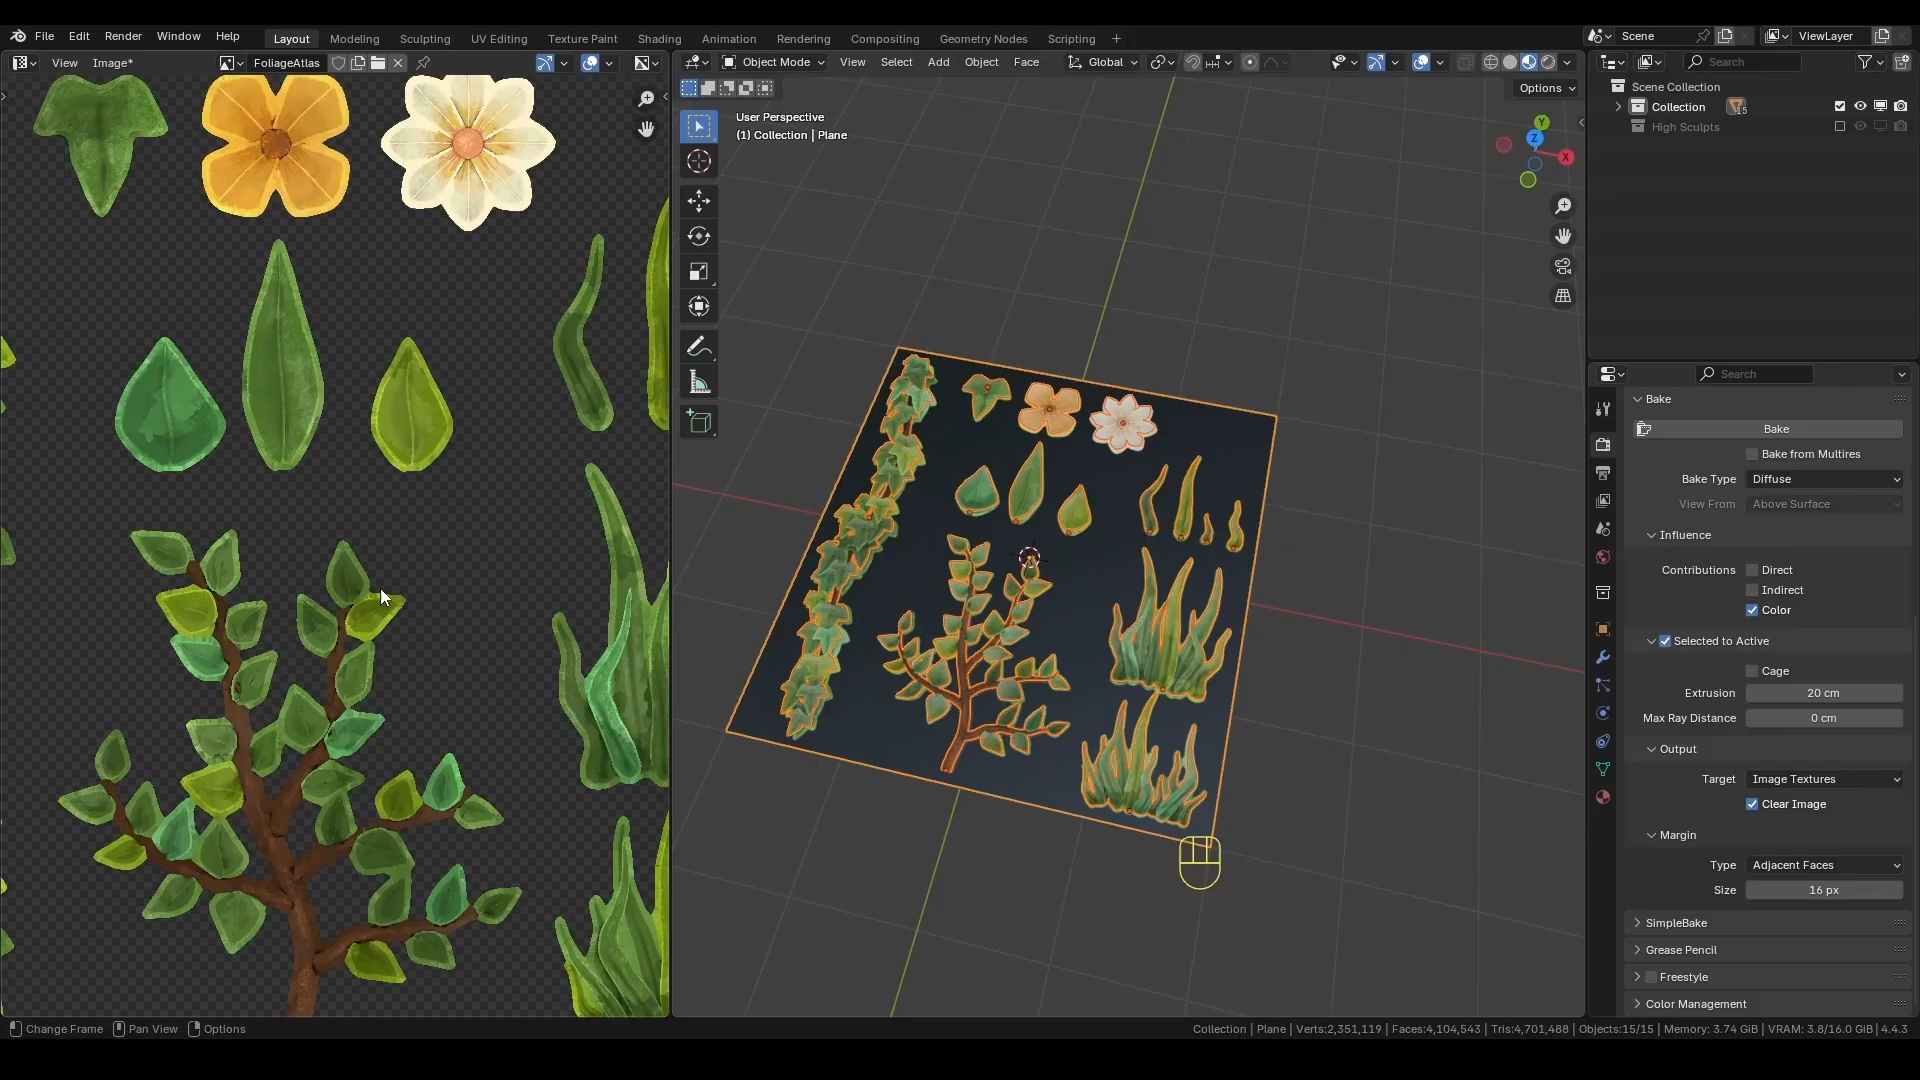 File Edit Render Window Help
Layout Modeling Sculpting UV Editing Texture Paint Shading Animation Rendering Compositing Geometry Nodes Scripting +
Scene
ViewLayer
View Image*
FoliageAtlas
Object Mode View Select Add Object Face
Global
Options
User Perspective
(1) Collection | Plane
Y
Z
X
Search
Scene Collection
Collection
15
High Sculpts
Search
Bake
Bake
Bake from Multires
Bake Type Diffuse
View From Above Surface
Influence
Contributions Direct
Indirect
Color
Selected to Active
Cage
Extrusion 20 cm
Max Ray Distance 0 cm
Output
Target Image Textures
Clear Image
Margin
Type Adjacent Faces
Size 16 px
SimpleBake
Grease Pencil
Freestyle
Color Management
Change Frame Pan View Options
Collection | Plane | Verts:2,351,119 | Faces:4,104,543 | Tris:4,701,488 | Objects:15/15 | Memory: 3.74 GiB | VRAM: 3.8/16.0 GiB | 4.4.3